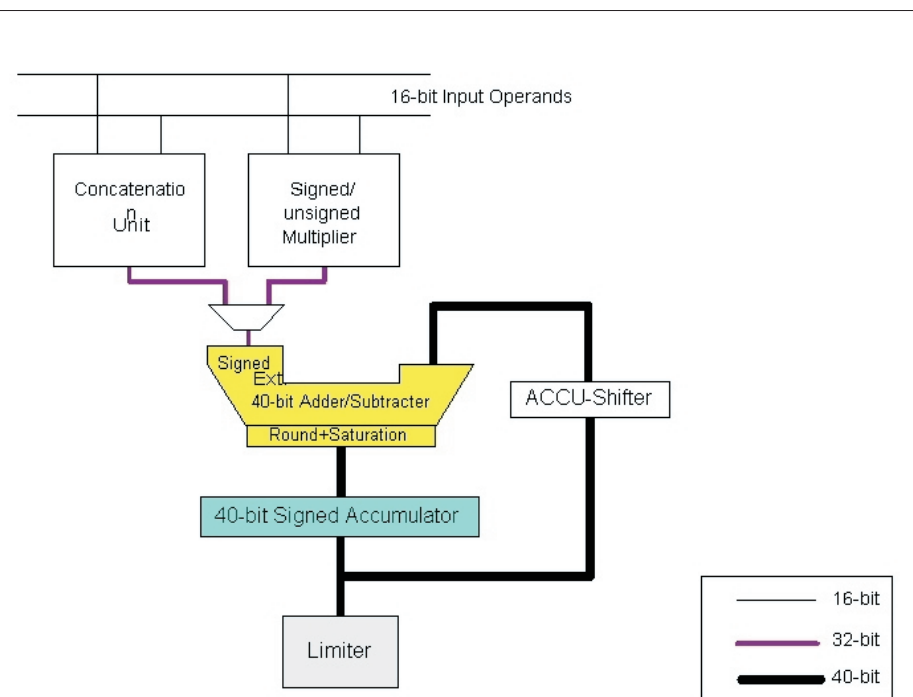 16-bit Input Operands
Concatenatio
n
Unit
Signed/
unsigned
Multiplier
Signed
Ext.
40-bit Adder/Subtracter
Round+Saturation
ACCU-Shifter
40-bit Signed Accumulator
Limiter
16-bit
32-bit
40-bit